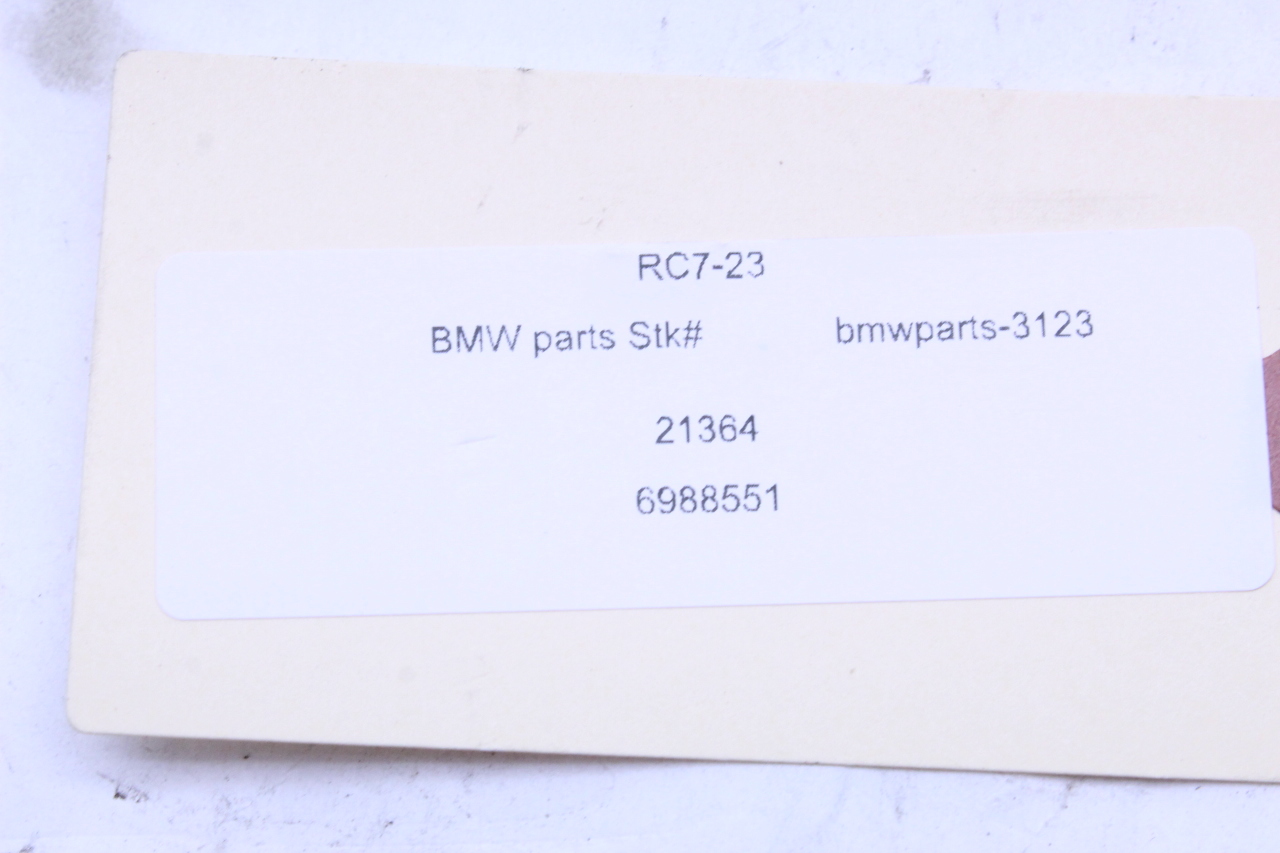 RC7-23
BMW parts Stk# bmwparts-3123
21364
6988551